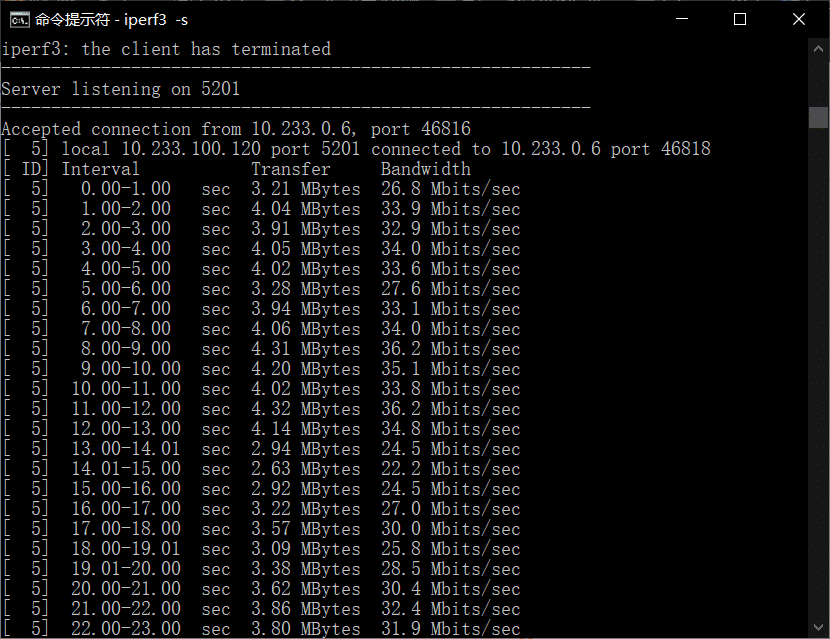 命令提示符 - iperf3  -s
iperf3: the client has terminated
-----------------------------------------------------------
Server listening on 5201
-----------------------------------------------------------
Accepted connection from 10.233.0.6, port 46816
[  5] local 10.233.100.120 port 5201 connected to 10.233.0.6 port 46818
[ ID] Interval           Transfer     Bandwidth
[  5]   0.00-1.00   sec  3.21 MBytes  26.8 Mbits/sec
[  5]   1.00-2.00   sec  4.04 MBytes  33.9 Mbits/sec
[  5]   2.00-3.00   sec  3.91 MBytes  32.9 Mbits/sec
[  5]   3.00-4.00   sec  4.05 MBytes  34.0 Mbits/sec
[  5]   4.00-5.00   sec  4.02 MBytes  33.6 Mbits/sec
[  5]   5.00-6.00   sec  3.28 MBytes  27.6 Mbits/sec
[  5]   6.00-7.00   sec  3.94 MBytes  33.1 Mbits/sec
[  5]   7.00-8.00   sec  4.06 MBytes  34.0 Mbits/sec
[  5]   8.00-9.00   sec  4.31 MBytes  36.2 Mbits/sec
[  5]   9.00-10.00  sec  4.20 MBytes  35.1 Mbits/sec
[  5]  10.00-11.00  sec  4.02 MBytes  33.8 Mbits/sec
[  5]  11.00-12.00  sec  4.32 MBytes  36.2 Mbits/sec
[  5]  12.00-13.00  sec  4.14 MBytes  34.8 Mbits/sec
[  5]  13.00-14.01  sec  2.94 MBytes  24.5 Mbits/sec
[  5]  14.01-15.00  sec  2.63 MBytes  22.2 Mbits/sec
[  5]  15.00-16.00  sec  2.92 MBytes  24.5 Mbits/sec
[  5]  16.00-17.00  sec  3.22 MBytes  27.0 Mbits/sec
[  5]  17.00-18.00  sec  3.57 MBytes  30.0 Mbits/sec
[  5]  18.00-19.01  sec  3.09 MBytes  25.8 Mbits/sec
[  5]  19.01-20.00  sec  3.38 MBytes  28.5 Mbits/sec
[  5]  20.00-21.00  sec  3.62 MBytes  30.4 Mbits/sec
[  5]  21.00-22.00  sec  3.86 MBytes  32.4 Mbits/sec
[  5]  22.00-23.00  sec  3.80 MBytes  31.9 Mbits/sec